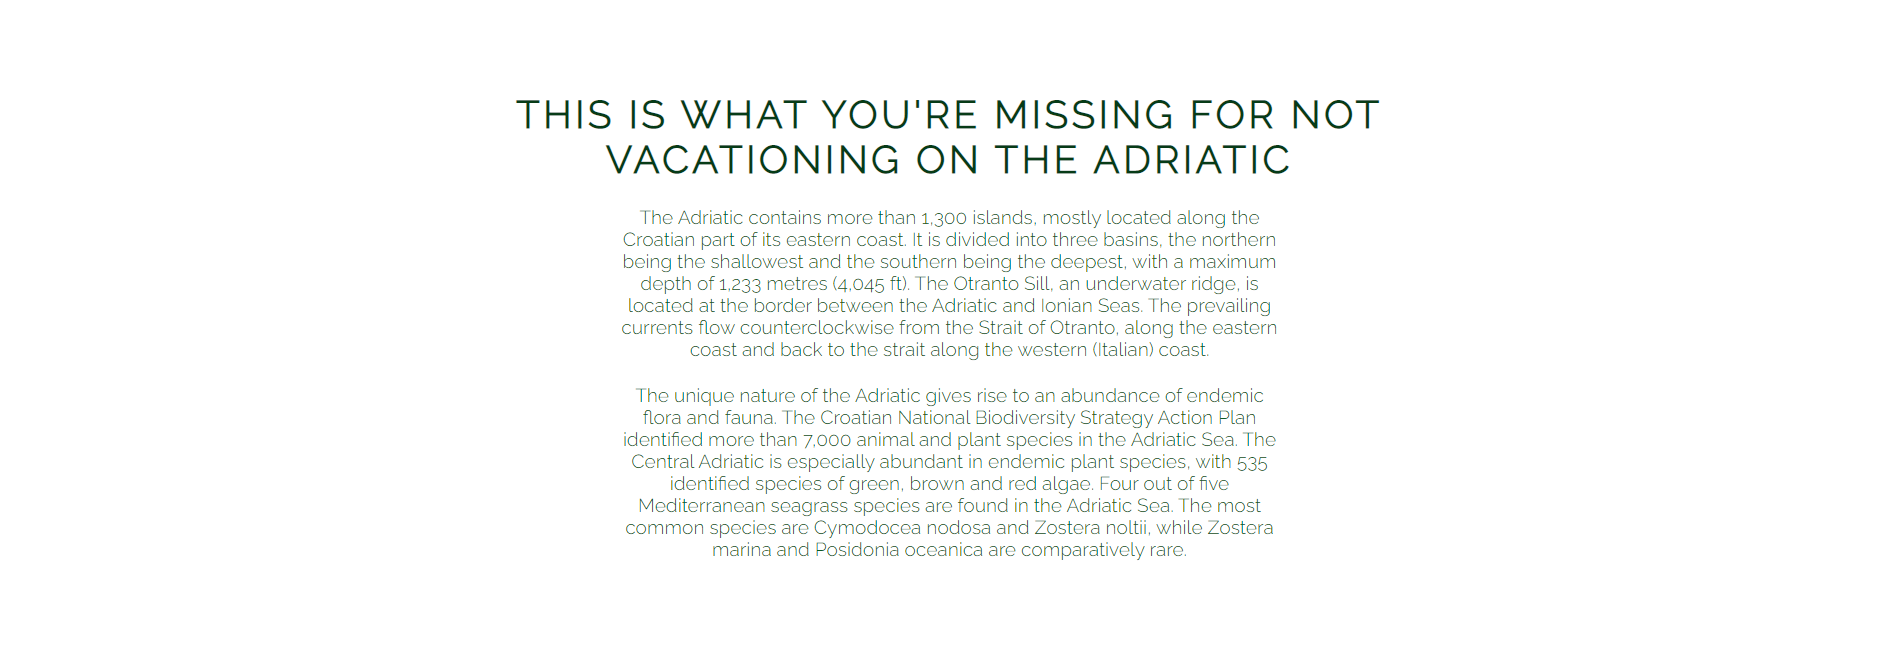 THIS IS WHAT YOU'RE MISSING FOR NOT
VACATIONING ON THE ADRIATIC
The Adriatic contains more than 1,300 islands, mostly located along the
Croatian part of its eastern coast. It is divided into three basins, the northern
being the shallowest and the southern being the deepest, with a maximum
depth of 1,233 metres (4,045 ft). The Otranto Sill, an underwater ridge, is
located at the border between the Adriatic and Ionian Seas. The prevailing
currents flow counterclockwise from the Strait of Otranto, along the eastern
coast and back to the strait along the western (Italian) coast.
The unique nature of the Adriatic gives rise to an abundance of endemic
flora and fauna. The Croatian National Biodiversity Strategy Action Plan
identified more than 7,000 animal and plant species in the Adriatic Sea. The
Central Adriatic is especially abundant in endemic plant species, with 535
identified species of green, brown and red algae. Four out of five
Mediterranean seagrass species are found in the Adriatic Sea. The most
common species are Cymodocea nodosa and Zostera noltii, while Zostera
marina and Posidonia oceanica are comparatively rare.